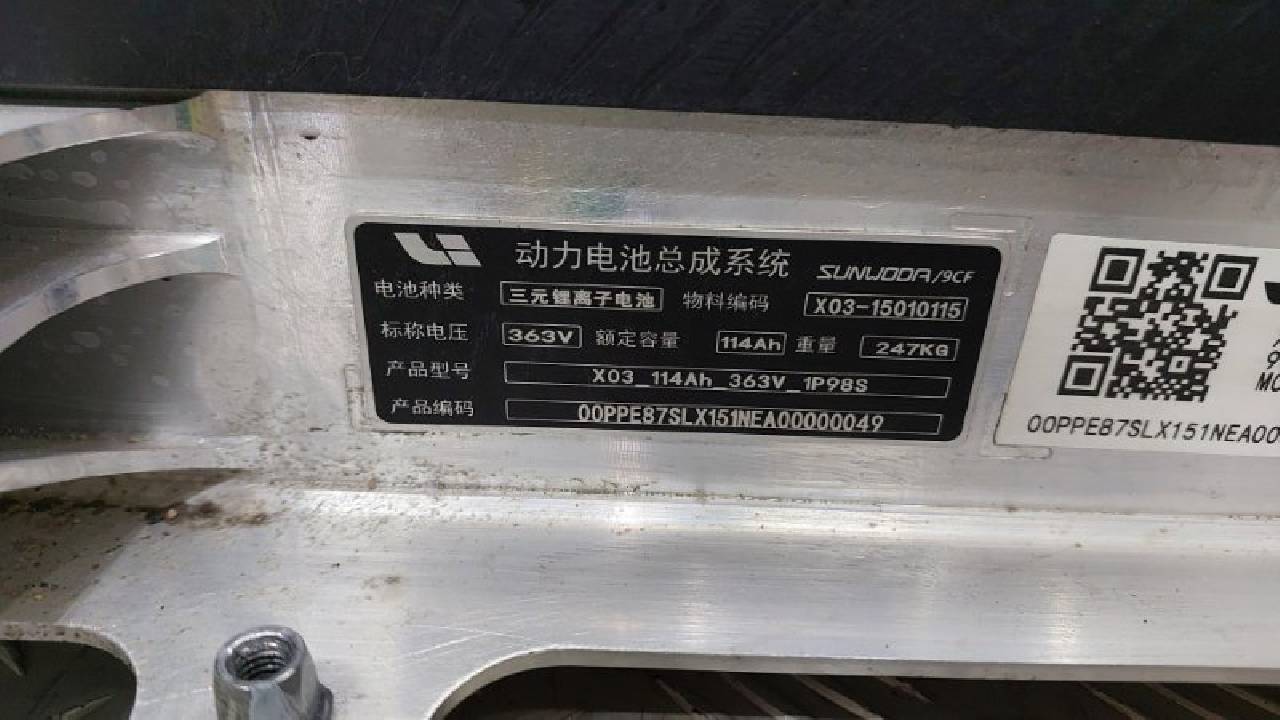 动力电池总成系统 SUNWODA/9CF
电池种类 三元锂离子电池 物料编码 X03-15010115
标称电压 363V 额定容量 114Ah 重量 247KG
产品型号 X03_114Ah_363V_1P98S
产品编码 00PPE87SLX151NEA00000049
00PPE87SLX151NEA00